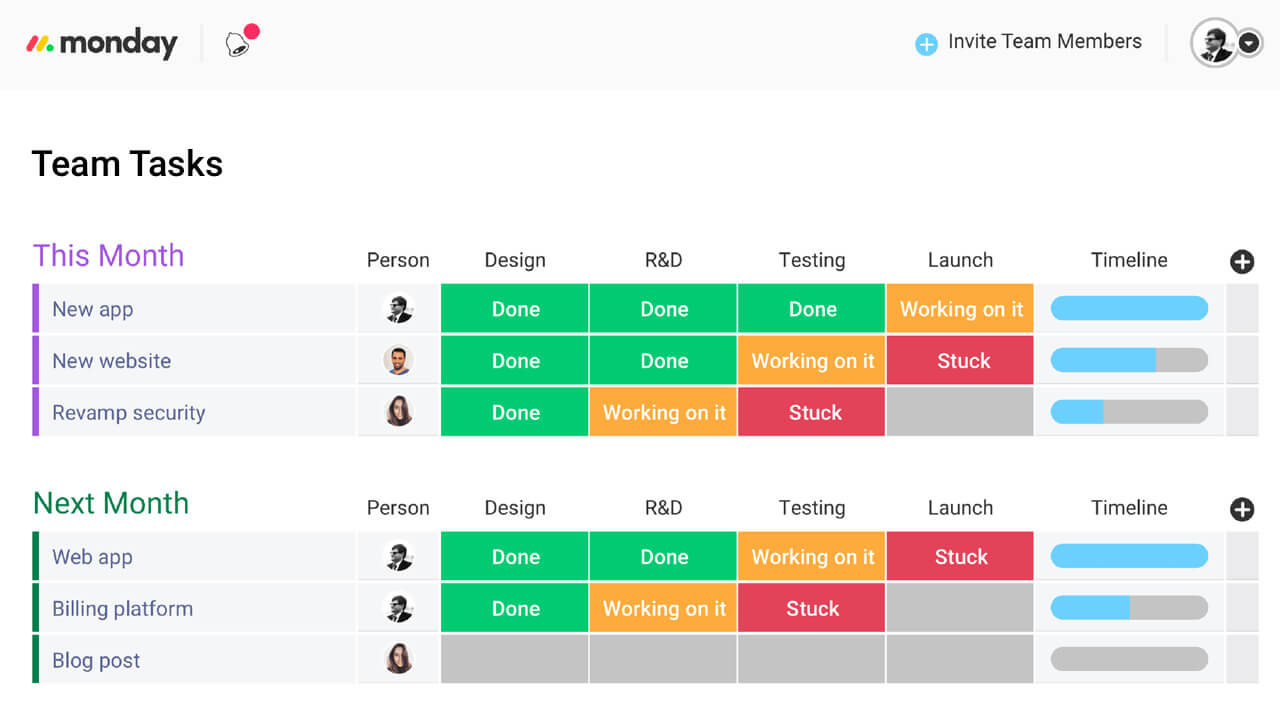 monday
Invite Team Members
Team Tasks
This Month Person Design R&D Testing Launch Timeline
New app Done Done Done Working on it
New website Done Done Working on it Stuck
Revamp security Done Working on it Stuck
Next Month Person Design R&D Testing Launch Timeline
Web app Done Done Working on it Stuck
Billing platform Done Working on it Stuck
Blog post